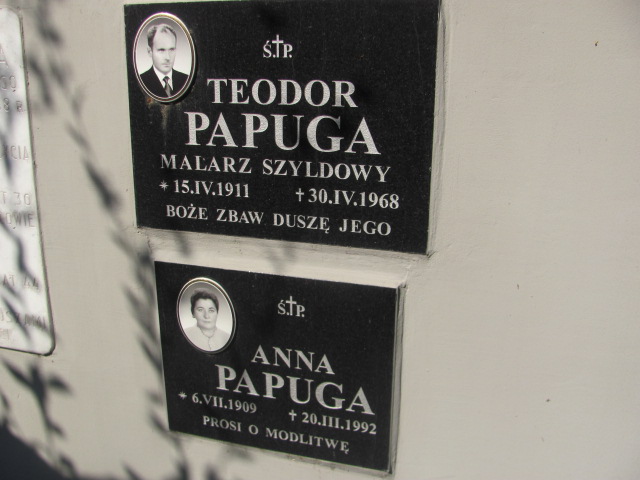 Ś.†P.
TEODOR
PAPUGA
MALARZ SZYLDOWY
* 15.IV.1911 † 30.IV.1968
BOŻE ZBAW DUSZĘ JEGO
Ś.†P.
ANNA
PAPUGA
* 6.VII.1909 † 20.III.1992
PROSI O MODLITWĘ